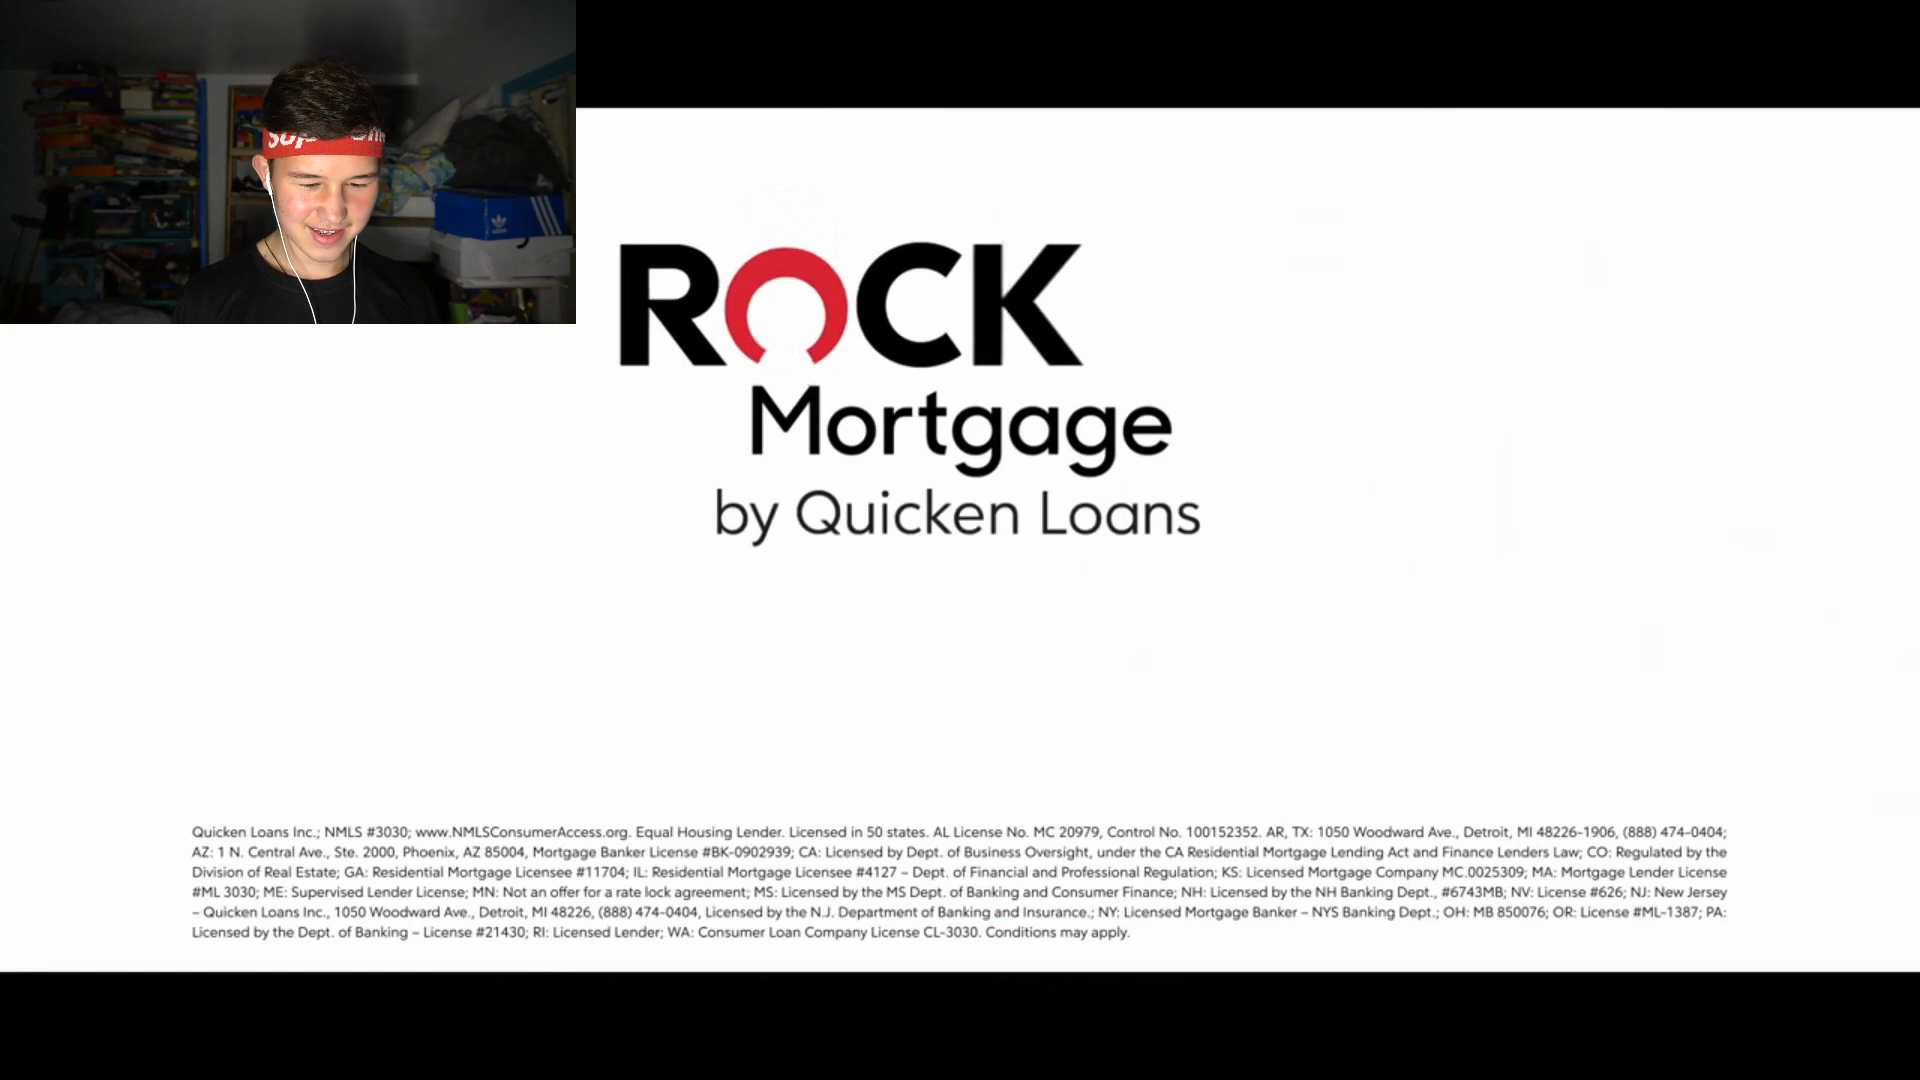 ROCK
Mortgage
by Quicken Loans
Quicken Loans Inc.; NMLS #3030; www.NMLSConsumerAccess.org. Equal Housing Lender. Licensed in 50 states. AL License No. MC 20979, Control No. 100152352. AR, TX: 1050 Woodward Ave., Detroit, MI 48226-1906, (888) 474-0404;
AZ: 1 N. Central Ave., Ste. 2000, Phoenix, AZ 85004, Mortgage Banker License #BK-0902939; CA: Licensed by Dept. of Business Oversight, under the CA Residential Mortgage Lending Act and Finance Lenders Law; CO: Regulated by the
Division of Real Estate; GA: Residential Mortgage Licensee #11704; IL: Residential Mortgage Licensee #4127 – Dept. of Financial and Professional Regulation; KS: Licensed Mortgage Company MC.0025309; MA: Mortgage Lender License
#ML 3030; ME: Supervised Lender License; MN: Not an offer for a rate lock agreement; MS: Licensed by the MS Dept. of Banking and Consumer Finance; NH: Licensed by the NH Banking Dept., #6743MB; NV: License #626; NJ: New Jersey
– Quicken Loans Inc., 1050 Woodward Ave., Detroit, MI 48226, (888) 474-0404, Licensed by the N.J. Department of Banking and Insurance.; NY: Licensed Mortgage Banker – NYS Banking Dept.; OH: MB 850076; OR: License #ML-1387; PA:
Licensed by the Dept. of Banking – License #21430; RI: Licensed Lender; WA: Consumer Loan Company License CL-3030. Conditions may apply.